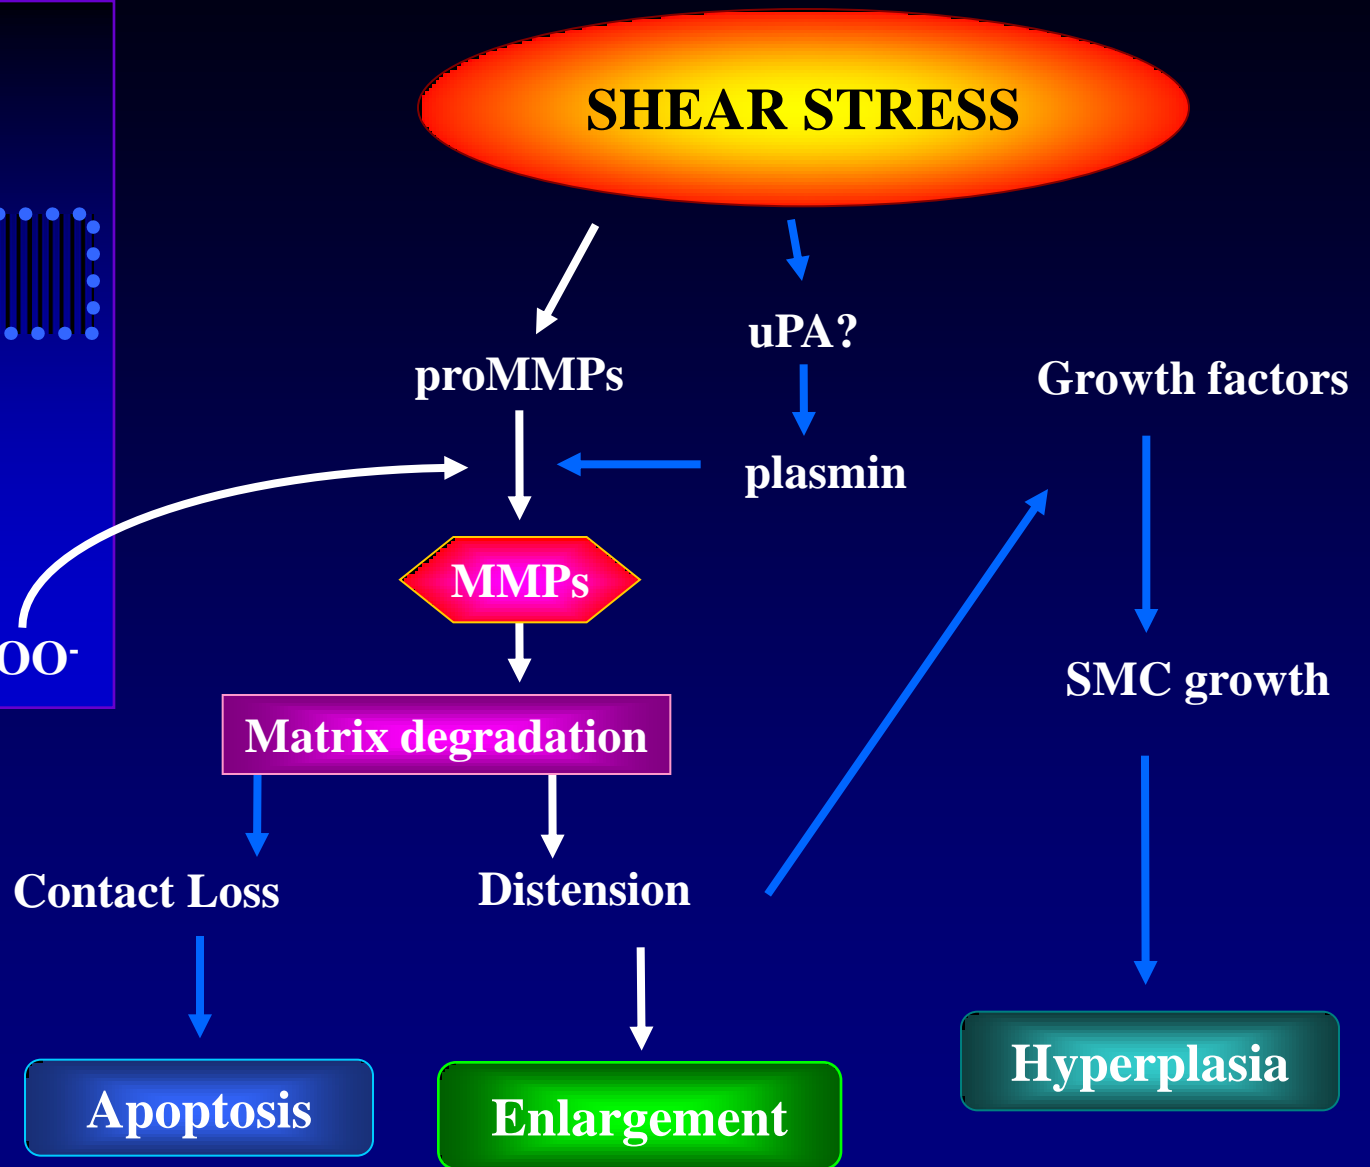 SHEAR STRESS
uPA?
proMMPs
Growth factors
plasmin
MMPs
OO⁻
SMC growth
Matrix degradation
Contact Loss
Distension
Hyperplasia
Apoptosis
Enlargement